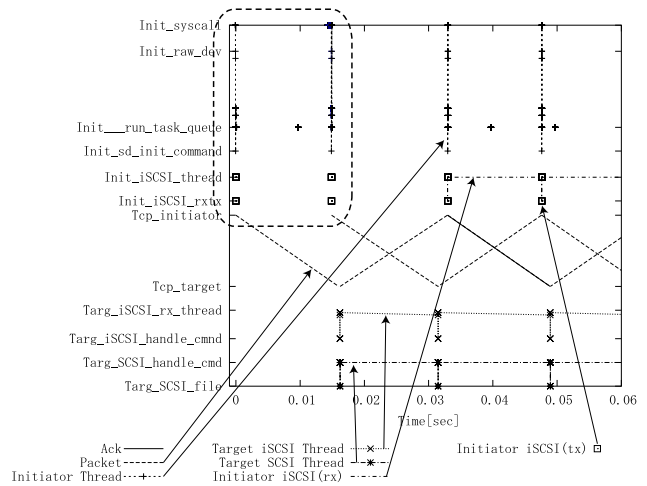 Init_syscall
Init_raw_dev
Init___run_task_queue
Init_sd_init_command
Init_iSCSI_thread
Init_iSCSI_rxtx
Tcp_initiator
Tcp_target
Targ_iSCSI_rx_thread
Targ_iSCSI_handle_cmnd
Targ_SCSI_handle_cmd
Targ_SCSI_file
0 0.01 0.02 0.03 0.04 0.05 0.06
Time[sec]
Ack Target iSCSI Thread Initiator iSCSI(tx)
Packet Target SCSI Thread
Initiator Thread Initiator iSCSI(rx)